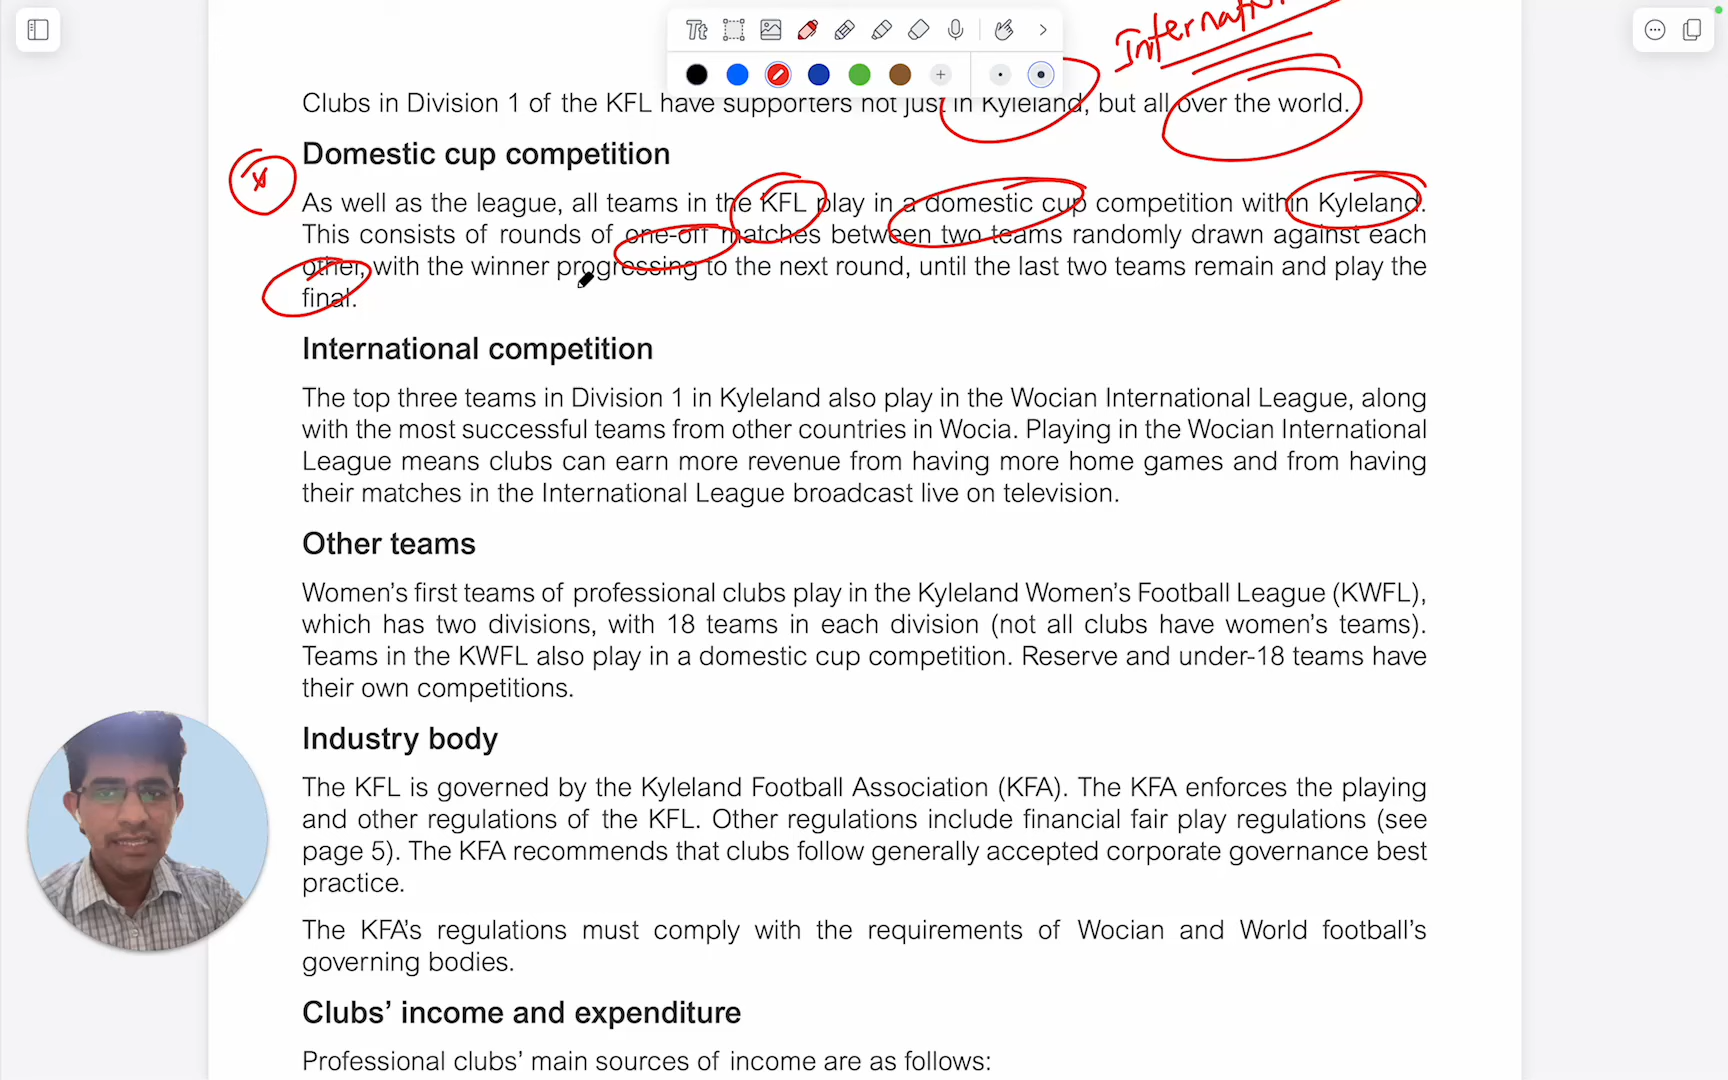 Tt
Internation
Clubs in Division 1 of the KFL have supporters not just in Kyleland, but all over the world.
Domestic cup competition
As well as the league, all teams in the KFL play in a domestic cup competition within Kyleland.
This consists of rounds of one-off matches between two teams randomly drawn against each
other, with the winner progressing to the next round, until the last two teams remain and play the
final.
International competition
The top three teams in Division 1 in Kyleland also play in the Wocian International League, along
with the most successful teams from other countries in Wocia. Playing in the Wocian International
League means clubs can earn more revenue from having more home games and from having
their matches in the International League broadcast live on television.
Other teams
Women's first teams of professional clubs play in the Kyleland Women's Football League (KWFL),
which has two divisions, with 18 teams in each division (not all clubs have women's teams).
Teams in the KWFL also play in a domestic cup competition. Reserve and under-18 teams have
their own competitions.
Industry body
The KFL is governed by the Kyleland Football Association (KFA). The KFA enforces the playing
and other regulations of the KFL. Other regulations include financial fair play regulations (see
page 5). The KFA recommends that clubs follow generally accepted corporate governance best
practice.
The KFA's regulations must comply with the requirements of Wocian and World football's
governing bodies.
Clubs' income and expenditure
Professional clubs' main sources of income are as follows: